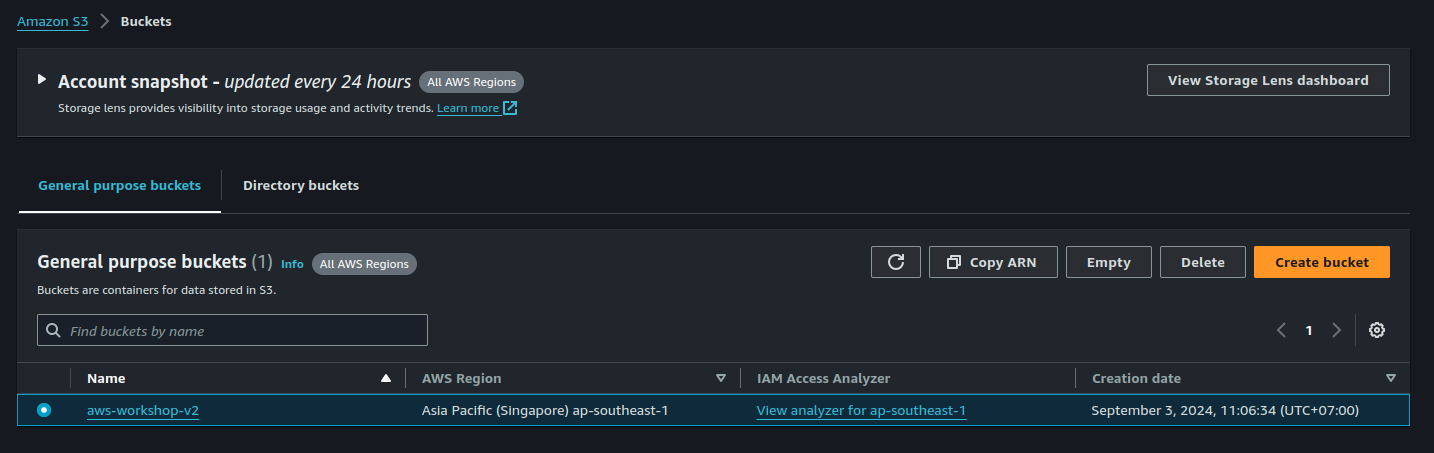 Amazon S3 > Buckets
Account snapshot - updated every 24 hours All AWS Regions View Storage Lens dashboard
Storage lens provides visibility into storage usage and activity trends. Learn more
General purpose buckets Directory buckets
General purpose buckets (1) Info All AWS Regions Copy ARN Empty Delete Create bucket
Buckets are containers for data stored in S3.
Find buckets by name 1
Name AWS Region IAM Access Analyzer Creation date
aws-workshop-v2 Asia Pacific (Singapore) ap-southeast-1 View analyzer for ap-southeast-1 September 3, 2024, 11:06:34 (UTC+07:00)